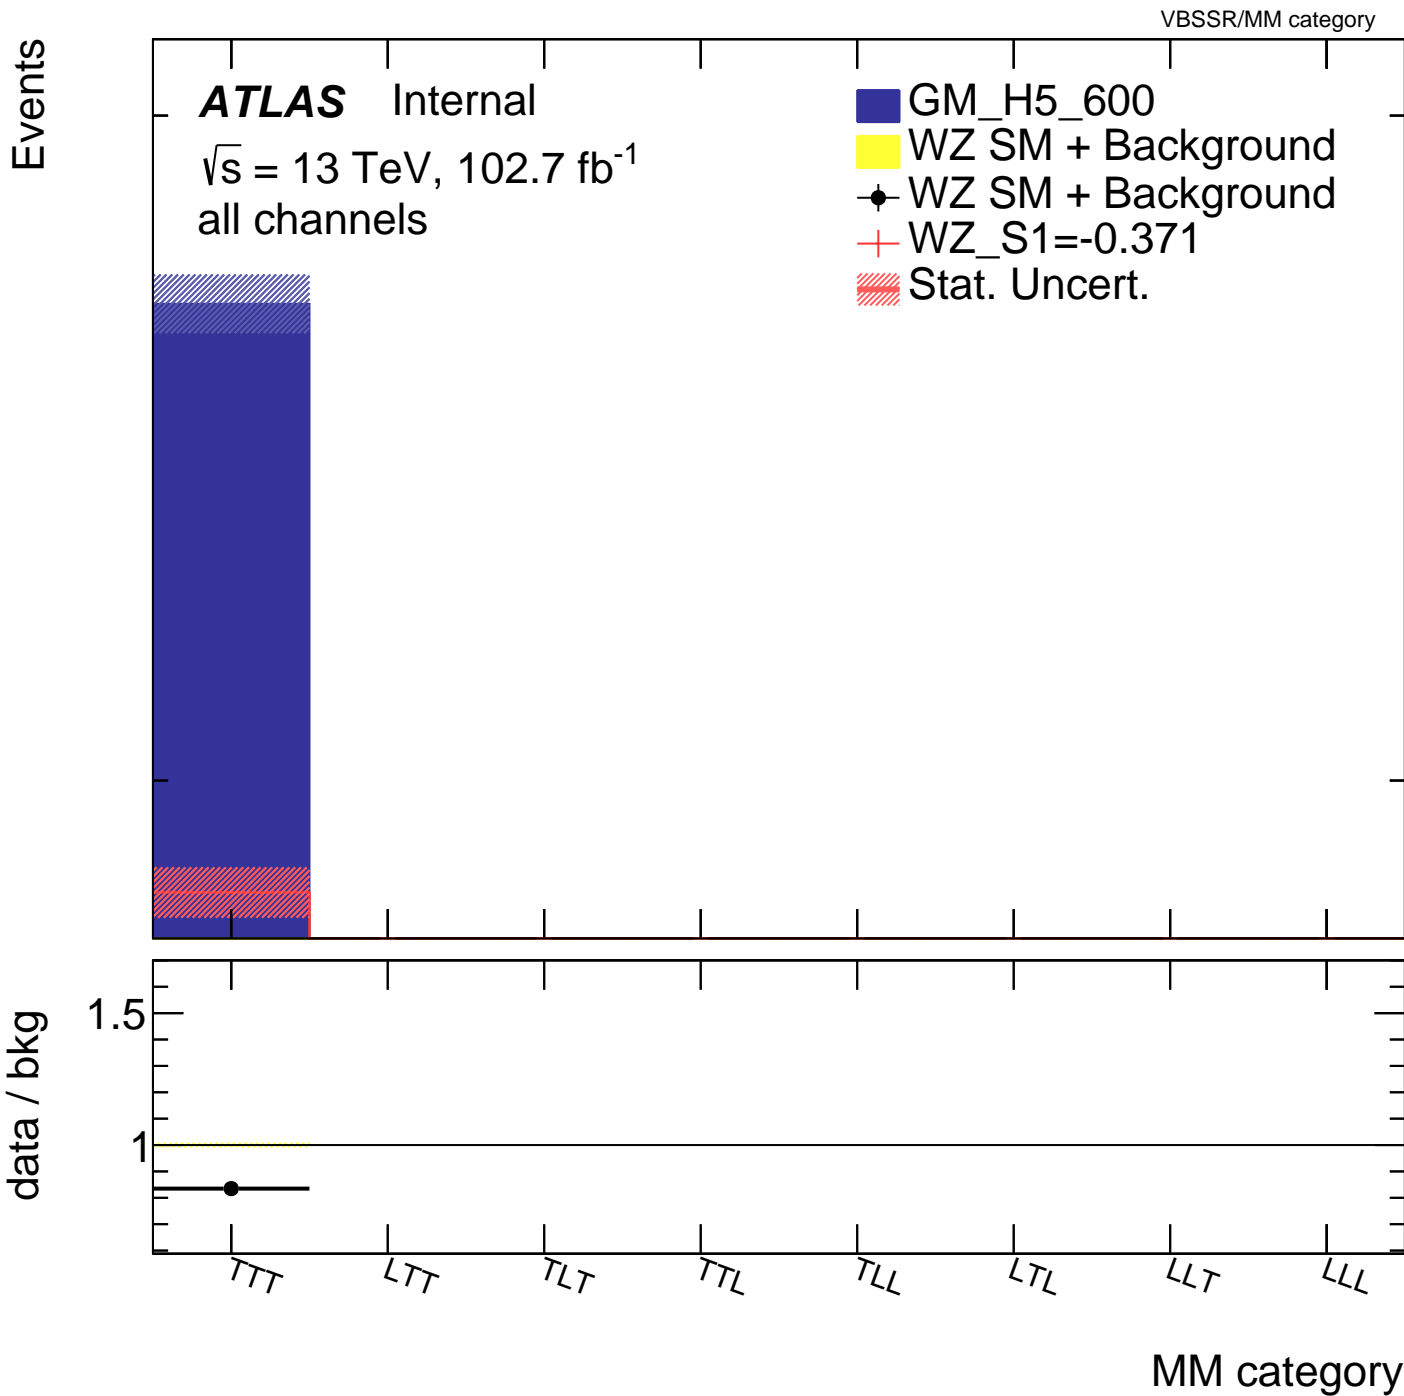 VBSSR/MM category
Events
ATLAS Internal
√s = 13 TeV, 102.7 fb⁻¹
all channels
GM_H5_600
WZ SM + Background
WZ SM + Background
WZ_S1=-0.371
Stat. Uncert.
data / bkg
1.5
1
TTT LTT TLT TTL TLL LTL LLT LLL
MM category